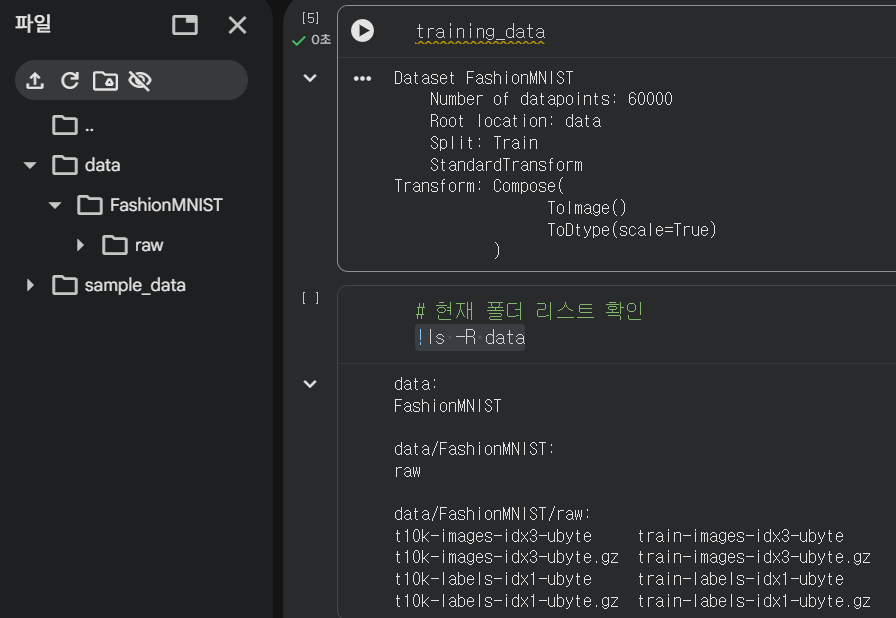 파일
..
data
FashionMNIST
raw
sample_data
[5]
0초
training_data
Dataset FashionMNIST
    Number of datapoints: 60000
    Root location: data
    Split: Train
    StandardTransform
Transform: Compose(
                 ToImage()
                 ToDtype(scale=True)
           )
[ ]
# 현재 폴더 리스트 확인
!ls -R data
data:
FashionMNIST
data/FashionMNIST:
raw
data/FashionMNIST/raw:
t10k-images-idx3-ubyte     train-images-idx3-ubyte
t10k-images-idx3-ubyte.gz  train-images-idx3-ubyte.gz
t10k-labels-idx1-ubyte     train-labels-idx1-ubyte
t10k-labels-idx1-ubyte.gz  train-labels-idx1-ubyte.gz